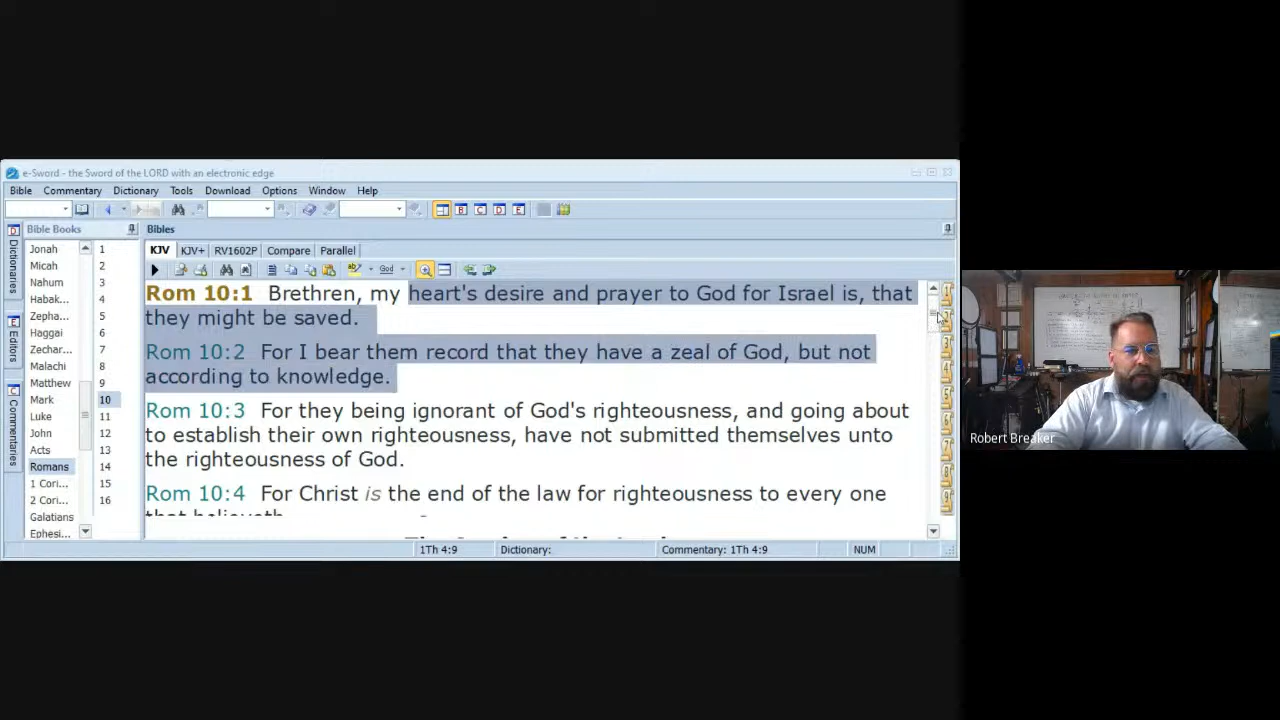 e-Sword - the Sword of the LORD with an electronic edge
Bible Commentary Dictionary Tools Download Options Window Help
B C D E
Bible Books
Bibles
Dictionaries
Editors
Commentaries
KJV KJV+ RV1602P Compare Parallel
God
Jonah 1
Micah 2
Nahum 3
Habak... 4
Zepha... 5
Haggai 6
Zechar... 7
Malachi 8
Matthew 9
Mark 10
Luke 11
John 12
Acts 13
Romans 14
1 Cori... 15
2 Cori... 16
Galatians
Ephesi...
Rom 10:1 Brethren, my heart's desire and prayer to God for Israel is, that
they might be saved.
Rom 10:2 For I bear them record that they have a zeal of God, but not
according to knowledge.
Rom 10:3 For they being ignorant of God's righteousness, and going about
to establish their own righteousness, have not submitted themselves unto
the righteousness of God.
Rom 10:4 For Christ is the end of the law for righteousness to every one
that believeth
1Th 4:9 Dictionary: Commentary: 1Th 4:9 NUM
Robert Breaker